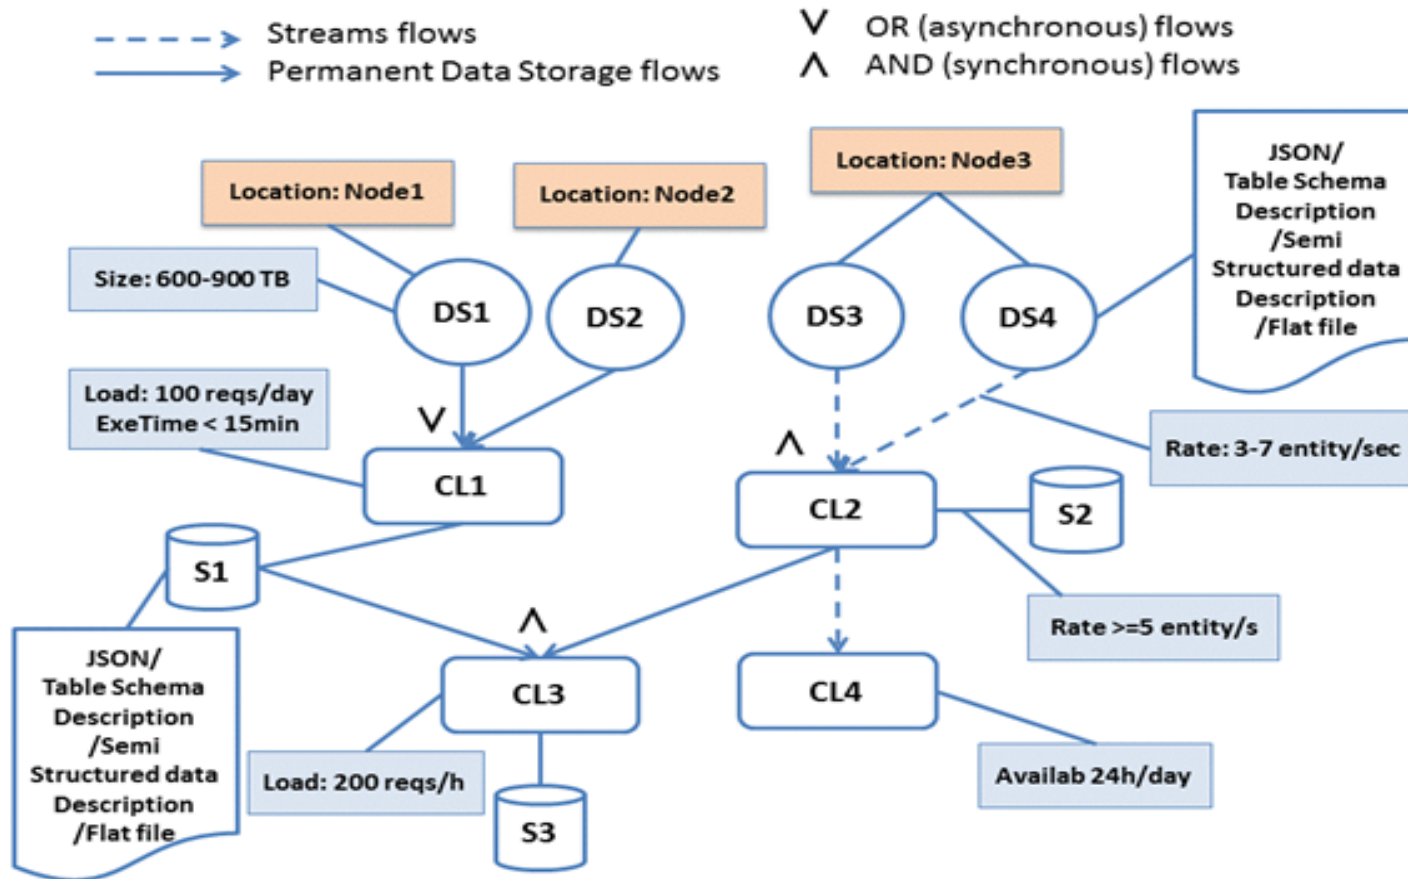 Streams flows
Permanent Data Storage flows
V OR (asynchronous) flows
Λ AND (synchronous) flows
Location: Node1
Location: Node2
Location: Node3
JSON/
Table Schema
Description
/Semi
Structured data
Description
/Flat file
Size: 600-900 TB
DS1
DS2
DS3
DS4
Load: 100 reqs/day
ExeTime < 15min
V
Λ
Rate: 3-7 entity/sec
CL1
CL2
S2
S1
Λ
Rate >=5 entity/s
JSON/
Table Schema
Description
/Semi
Structured data
Description
/Flat file
CL3
CL4
Load: 200 reqs/h
Availab 24h/day
S3